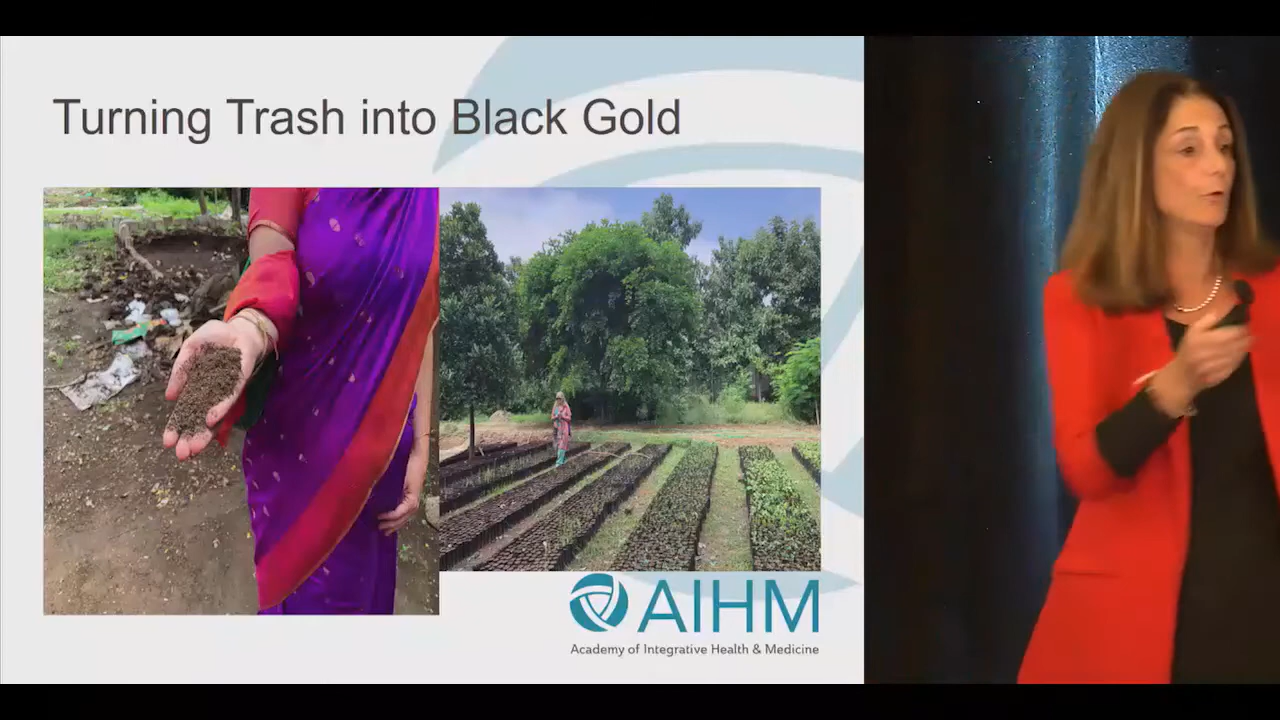 Turning Trash into Black Gold
AIHM
Academy of Integrative Health & Medicine